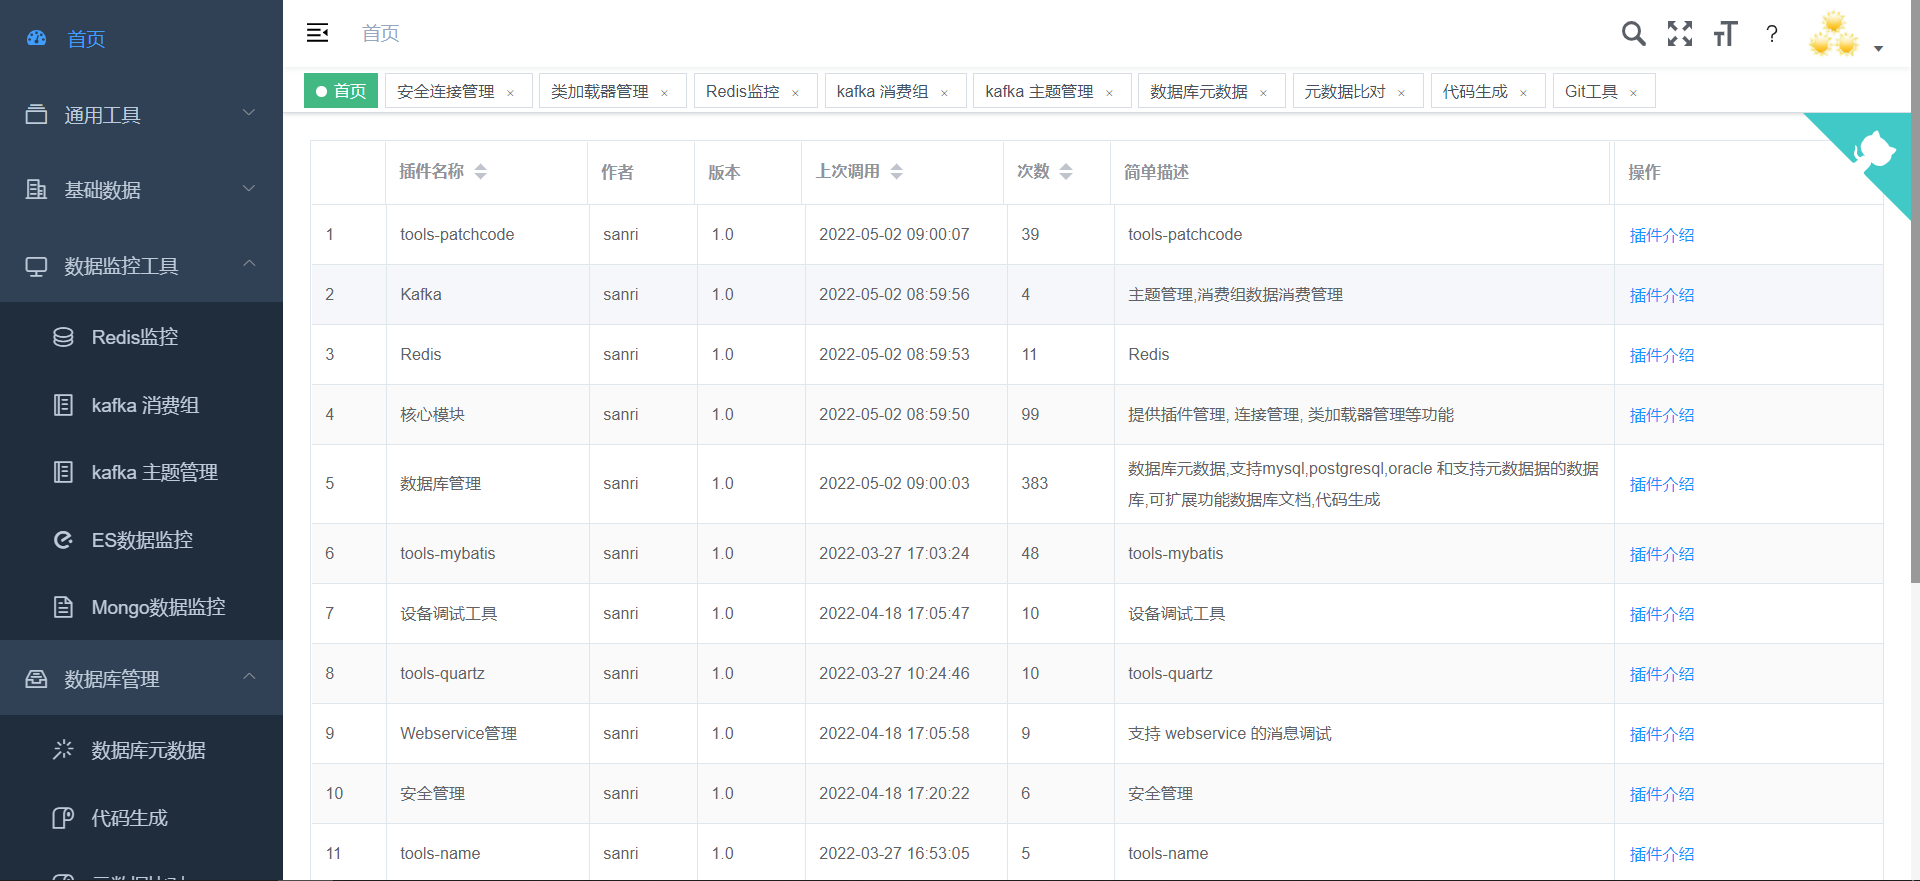 首页
通用工具
基础数据
数据监控工具
Redis监控
kafka 消费组
kafka 主题管理
ES数据监控
Mongo数据监控
数据库管理
数据库元数据
代码生成
首页
首页
安全连接管理 ×
类加载器管理 ×
Redis监控 ×
kafka 消费组 ×
kafka 主题管理 ×
数据库元数据 ×
元数据比对 ×
代码生成 ×
Git工具 ×
插件名称 作者 版本 上次调用 次数 简单描述 操作
1 tools-patchcode sanri 1.0 2022-05-02 09:00:07 39 tools-patchcode 插件介绍
2 Kafka sanri 1.0 2022-05-02 08:59:56 4 主题管理,消费组数据消费管理 插件介绍
3 Redis sanri 1.0 2022-05-02 08:59:53 11 Redis 插件介绍
4 核心模块 sanri 1.0 2022-05-02 08:59:50 99 提供插件管理, 连接管理, 类加载器管理等功能 插件介绍
5 数据库管理 sanri 1.0 2022-05-02 09:00:03 383 数据库元数据,支持mysql,postgresql,oracle 和支持元数据据的数据
库,可扩展功能数据库文档,代码生成 插件介绍
6 tools-mybatis sanri 1.0 2022-03-27 17:03:24 48 tools-mybatis 插件介绍
7 设备调试工具 sanri 1.0 2022-04-18 17:05:47 10 设备调试工具 插件介绍
8 tools-quartz sanri 1.0 2022-03-27 10:24:46 10 tools-quartz 插件介绍
9 Webservice管理 sanri 1.0 2022-04-18 17:05:58 9 支持 webservice 的消息调试 插件介绍
10 安全管理 sanri 1.0 2022-04-18 17:20:22 6 安全管理 插件介绍
11 tools-name sanri 1.0 2022-03-27 16:53:05 5 tools-name 插件介绍